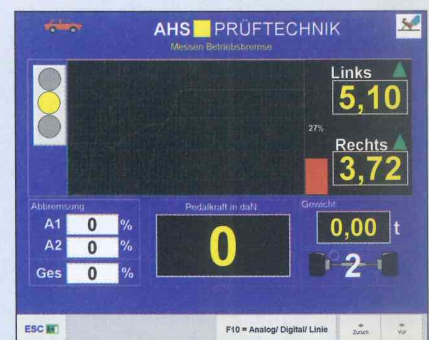 AHS PRÜFTECHNIK
Messen Betriebsbremse
Links
5,10
27%
Rechts
3,72
Abbremsung
A1 0 %
A2 0 %
Ges 0 %
Pedalkraft in daN
0
Gewicht
0,00 t
2
ESC
F10 = Analog/ Digital/ Linie
Zurück
Vor